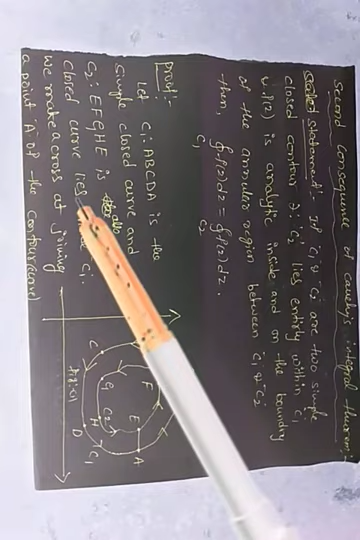 Second Consequence of Cauchy's integral theorem:-
statement:- If C₁ & C₂ are two simple
closed contour & C₂ lies entirly within C₁
& f(z) is analytic inside and on the boundry
of the annular region between C₁ & C₂
then, ∮f(z)dz = ∮f(z)dz.
C₁ C₂
Proof:-
Let C₁: ABCDA is the
simple closed curve and
C₂: EFGHE is
closed curve lies C₁
We make a cross at joining
a point 'A' of the contour
C
F
G
E
C₂
H
A
C₁
D